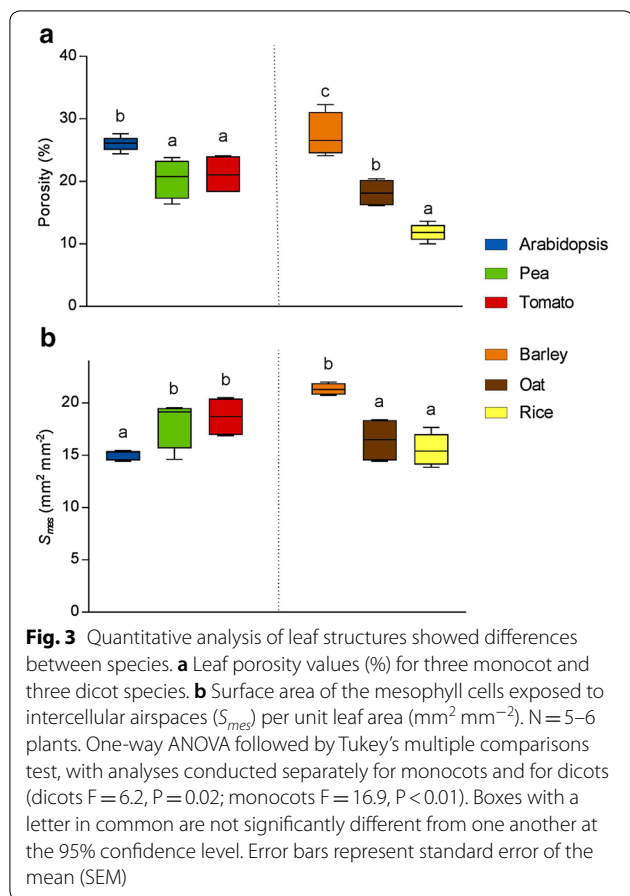 a
40
30
20
10
0
Porosity (%)
b
a
a
c
b
a
Arabidopsis
Pea
Tomato
Barley
Oat
Rice
b
20
15
10
5
0
S_mes (mm² mm⁻²)
a
b
b
b
a
a
Fig. 3 Quantitative analysis of leaf structures showed differences
between species. a Leaf porosity values (%) for three monocot and
three dicot species. b Surface area of the mesophyll cells exposed to
intercellular airspaces (S_mes) per unit leaf area (mm² mm⁻²). N = 5–6
plants. One-way ANOVA followed by Tukey’s multiple comparisons
test, with analyses conducted separately for monocots and for dicots
(dicots F = 6.2, P = 0.02; monocots F = 16.9, P < 0.01). Boxes with a
letter in common are not significantly different from one another at
the 95% confidence level. Error bars represent standard error of the
mean (SEM)